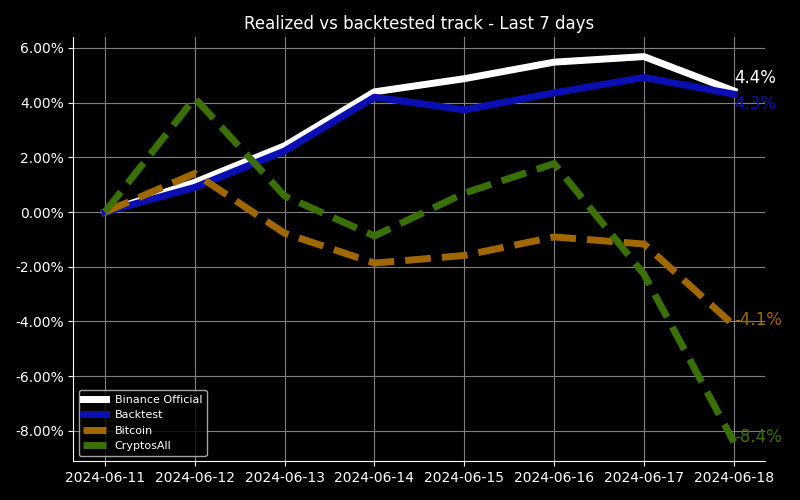 Realized vs backtested track - Last 7 days
6.00%
4.00%
2.00%
0.00%
-2.00%
-4.00%
-6.00%
-8.00%
4.4%
4.3%
-4.1%
-8.4%
Binance Official
Backtest
Bitcoin
CryptosAll
2024-06-11 2024-06-12 2024-06-13 2024-06-14 2024-06-15 2024-06-16 2024-06-17 2024-06-18